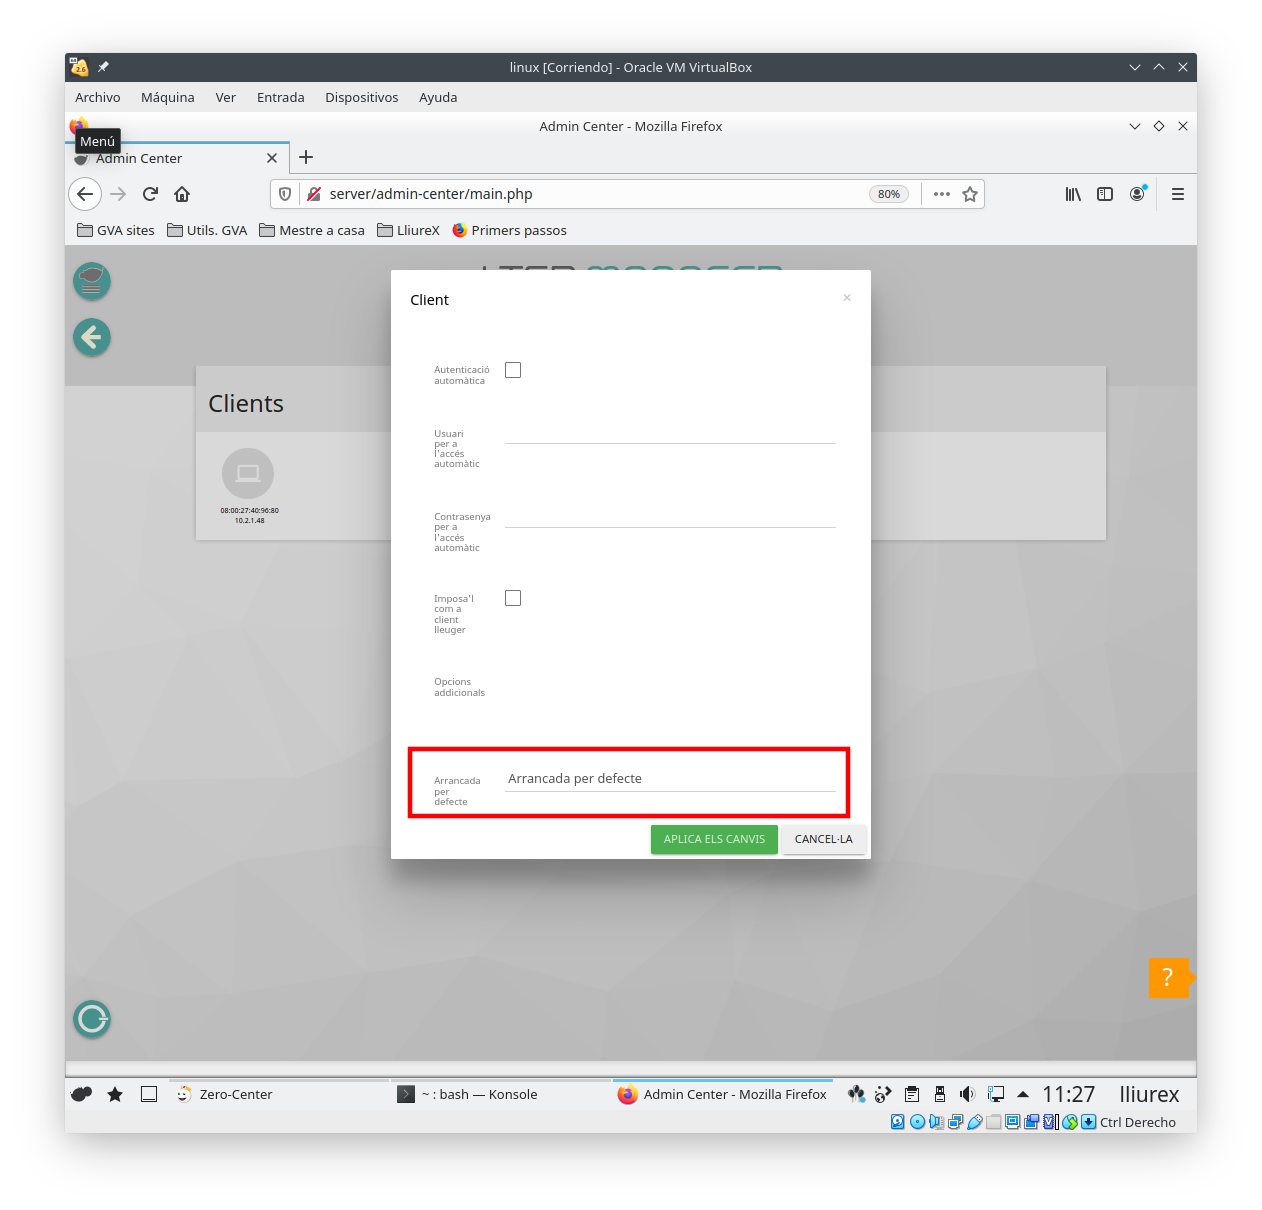 linux [Corriendo] - Oracle VM VirtualBox
Archivo Máquina Ver Entrada Dispositivos Ayuda
Admin Center - Mozilla Firefox
Menú
Admin Center
server/admin-center/main.php 80%
GVA sites Utils. GVA Mestre a casa LliureX Primers passos
Client
×
Clients
08:00:27:40:96:80
10.2.1.48
Autenticació
automàtica
Usuari
per a
l'accés
automàtic
Contrasenya
per a
l'accés
automàtic
Imposa'l
com a
client
lleuger
Opcions
addicionals
Arrancada
per
defecte
Arrancada per defecte
APLICA ELS CANVIS CANCEL·LA
?
Zero-Center ~ : bash — Konsole Admin Center - Mozilla Firefox 11:27 lliurex
Ctrl Derecho